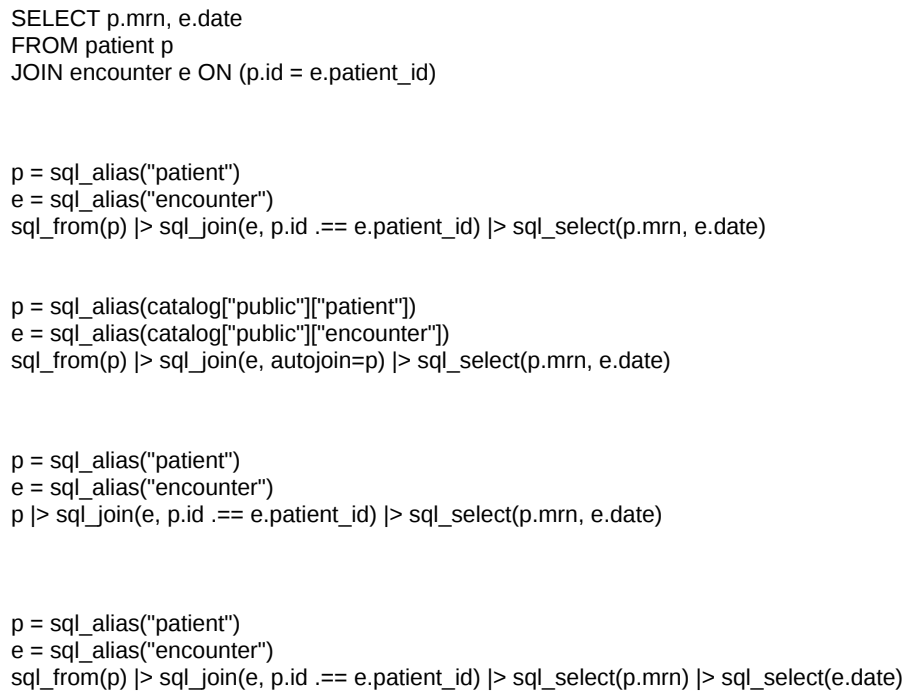 SELECT p.mrn, e.date
FROM patient p
JOIN encounter e ON (p.id = e.patient_id)
p = sql_alias("patient")
e = sql_alias("encounter")
sql_from(p) |> sql_join(e, p.id .== e.patient_id) |> sql_select(p.mrn, e.date)
p = sql_alias(catalog["public"]["patient"])
e = sql_alias(catalog["public"]["encounter"])
sql_from(p) |> sql_join(e, autojoin=p) |> sql_select(p.mrn, e.date)
p = sql_alias("patient")
e = sql_alias("encounter")
p |> sql_join(e, p.id .== e.patient_id) |> sql_select(p.mrn, e.date)
p = sql_alias("patient")
e = sql_alias("encounter")
sql_from(p) |> sql_join(e, p.id .== e.patient_id) |> sql_select(p.mrn) |> sql_select(e.date)